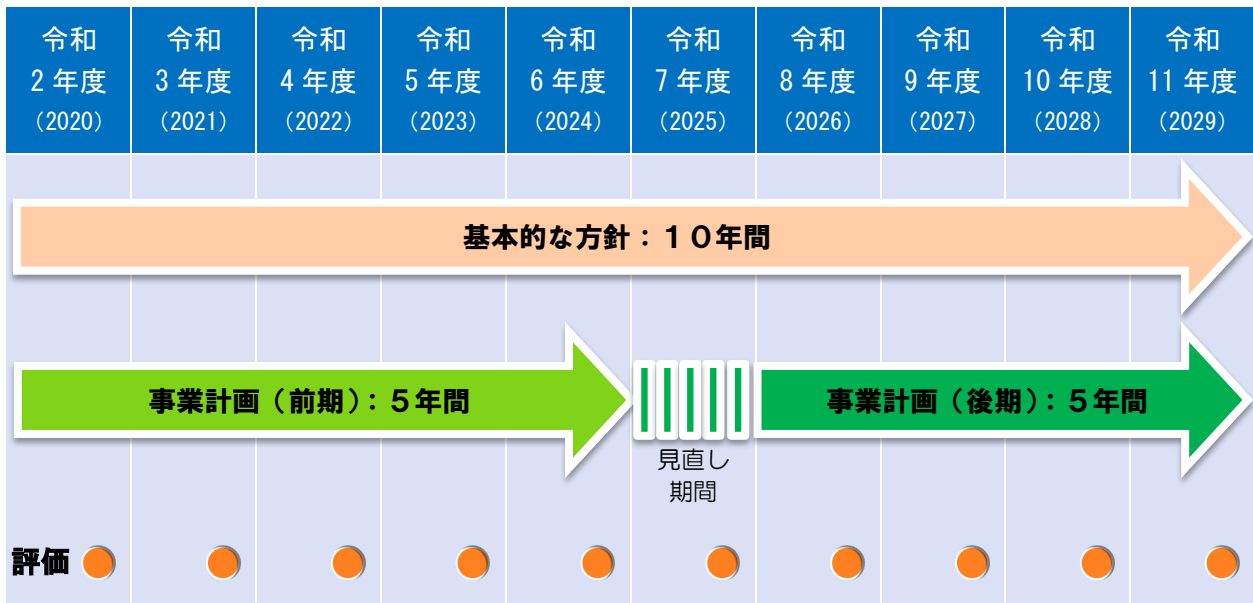 令和 令和 令和 令和 令和 令和 令和 令和 令和 令和
2 年度 3 年度 4 年度 5 年度 6 年度 7 年度 8 年度 9 年度 10 年度 11 年度
（2020） （2021） （2022） （2023） （2024） （2025） （2026） （2027） （2028） （2029）
基本的な方針：１０年間
事業計画（前期）：５年間 事業計画（後期）：５年間
見直し
期間
評価